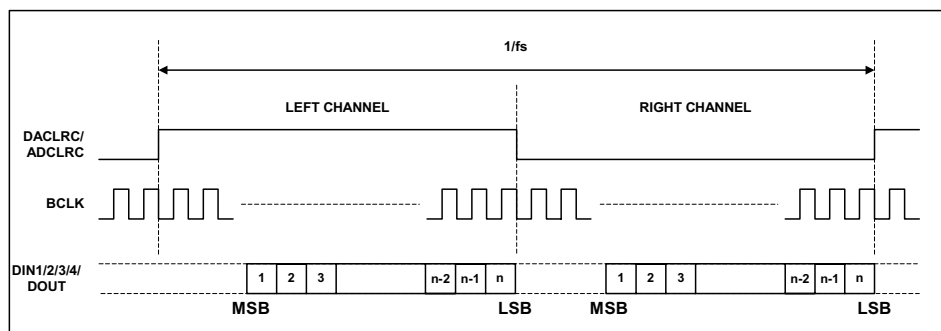 1/fs
LEFT CHANNEL
RIGHT CHANNEL
DACLRC/
ADCLRC
BCLK
DIN1/2/3/4/
DOUT
1 2 3 n-2 n-1 n 1 2 3 n-2 n-1 n
MSB LSB MSB LSB